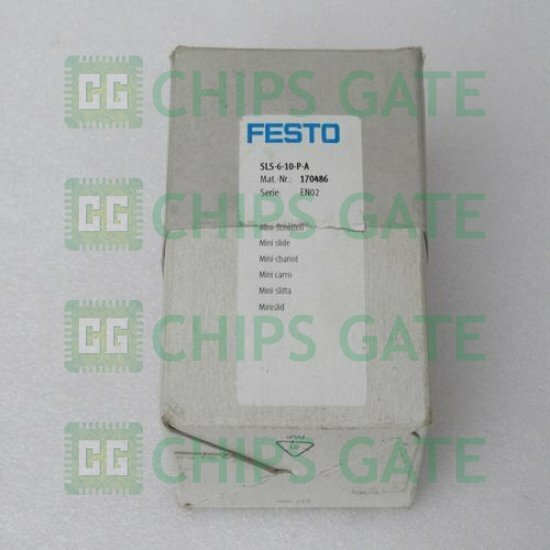 CG CHIPS GATE
FESTO
SLS-6-10-P-A
Mat.-Nr.: 170486
Serie: EN02
CG CHIPS GATE
Mini-Schlitten
Mini slide
Mini-chariot
Mini carro
Mini-slitta
Minislid
CG CHIPS GATE
CG CHIPS GATE